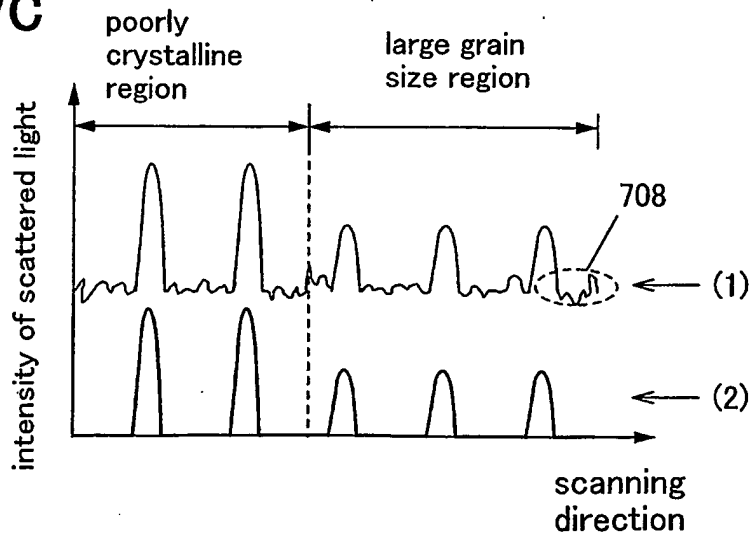 poorly
crystalline
region
large grain
size region
intensity of scattered light
708
(1)
(2)
scanning
direction